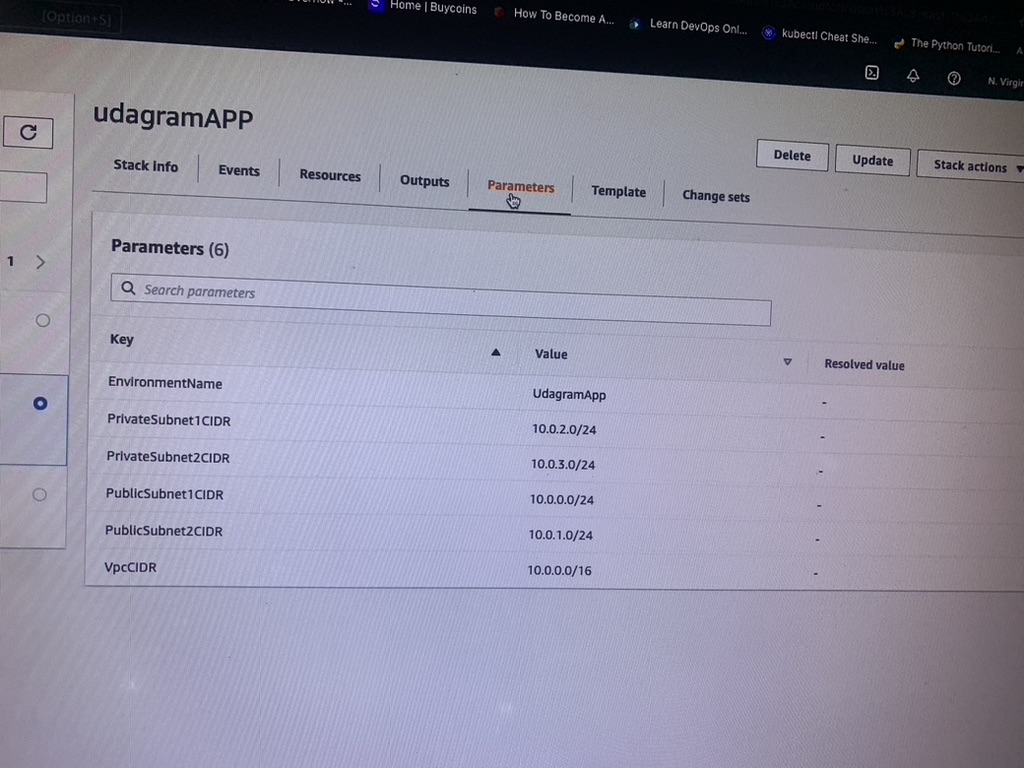 [Option+S]
Home | Buycoins
How To Become A...
Learn DevOps Onl...
kubectl Cheat She...
The Python Tutori...
N. Virgin
udagramAPP
Delete
Update
Stack actions
Stack info
Events
Resources
Outputs
Parameters
Template
Change sets
1
Parameters (6)
Search parameters
Key Value Resolved value
EnvironmentName UdagramApp -
PrivateSubnet1CIDR 10.0.2.0/24 -
PrivateSubnet2CIDR 10.0.3.0/24 -
PublicSubnet1CIDR 10.0.0.0/24 -
PublicSubnet2CIDR 10.0.1.0/24 -
VpcCIDR 10.0.0.0/16 -